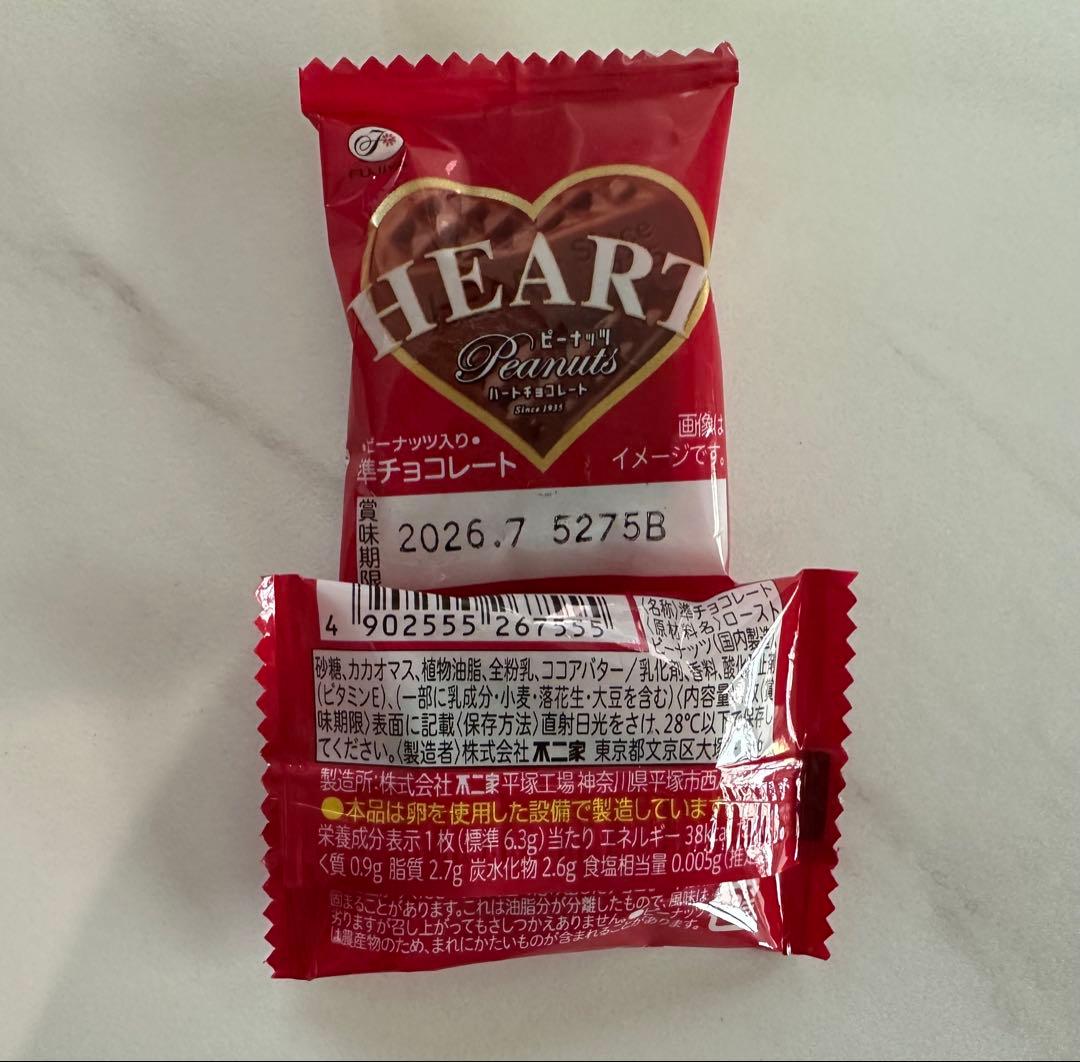 HEART
ピーナッツ
Peanuts
ハートチョコレート
Since 1935
ピーナッツ入り
準チョコレート
画像は
イメージです。
賞味期限
2026.7 5275B
4 902555 267555
〈名称〉準チョコレート
〈原材料名〉ロースト
ピーナッツ(国内製造
砂糖、カカオマス、植物油脂、全粉乳、ココアバター/乳化剤、香料、酸化
(ビタミンE)、(一部に乳成分・小麦・落花生・大豆を含む)〈内容量
味期限〉表面に記載〈保存方法〉直射日光をさけ、28℃以下で保存し
てください。〈製造者〉株式会社不二家 東京都文京区大塚
製造所:株式会社不二家平塚工場 神奈川県平塚市西
●本品は卵を使用した設備で製造しています
栄養成分表示1枚(標準6.3g)当たり エネルギー 38kcal
く質 0.9g 脂質 2.7g 炭水化物 2.6g 食塩相当量 0.005g
固まることがあります。これは油脂分が分離したもので、風味は
おりますが召し上がってもさしつかえありません。ピーナッツ
は農産物のため、まれにかたいものが含まれることがあります。